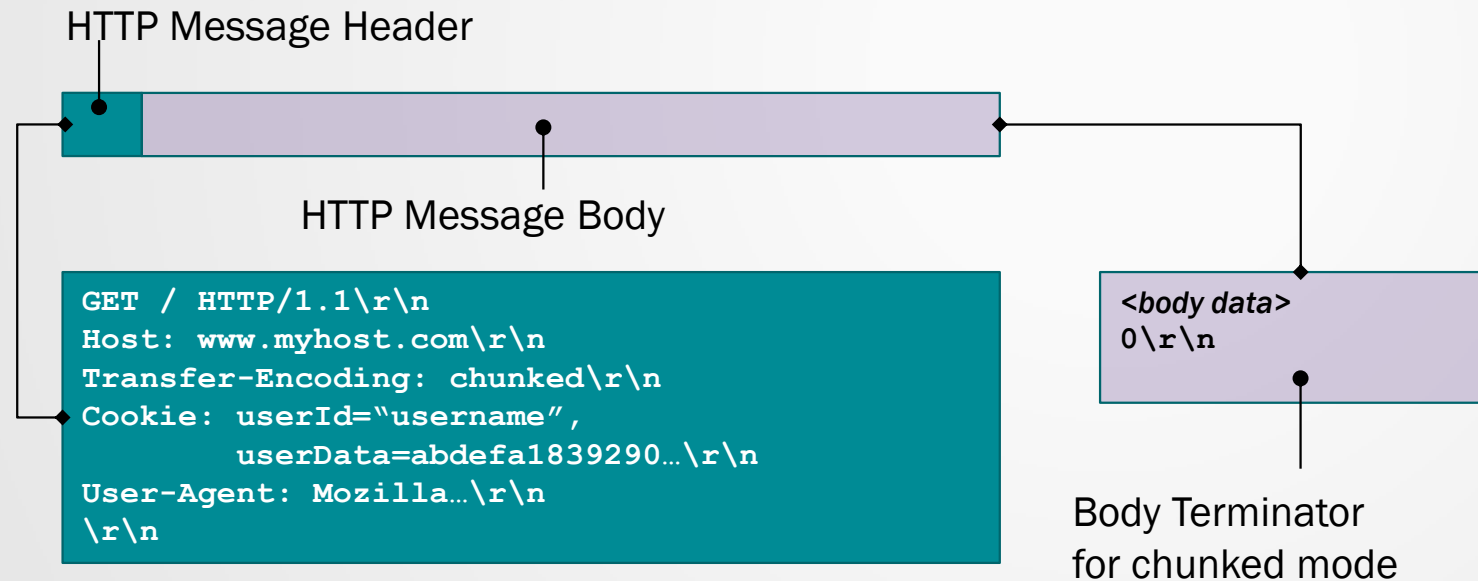 HTTP Message Header
HTTP Message Body
GET / HTTP/1.1\r\n
Host: www.myhost.com\r\n
Transfer-Encoding: chunked\r\n
Cookie: userId=“username”,
userData=abdefa1839290…\r\n
User-Agent: Mozilla…\r\n
\r\n
<body data>
0\r\n
Body Terminator
for chunked mode